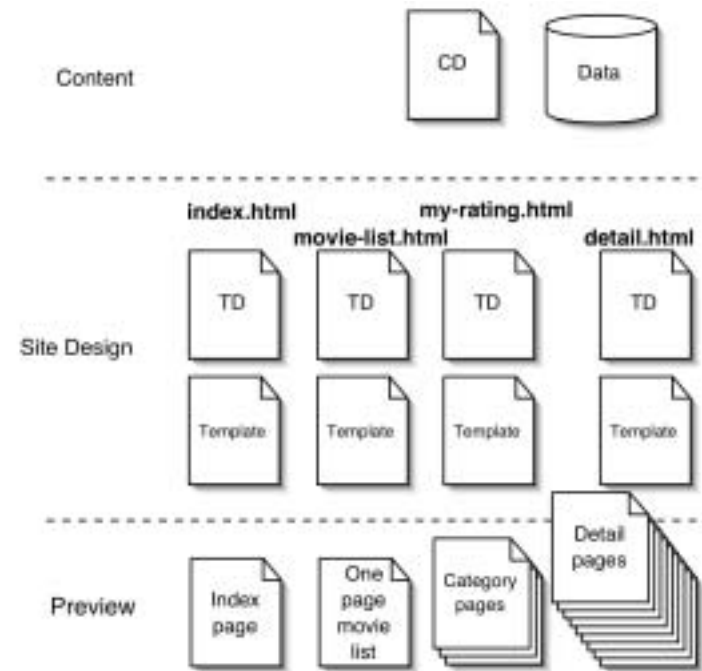 Content
CD
Data
index.html
my-rating.html
movie-list.html
detail.html
Site Design
TD
TD
TD
TD
Template
Template
Template
Template
Preview
Index
page
One
page
movie
list
Category
pages
Detail
pages